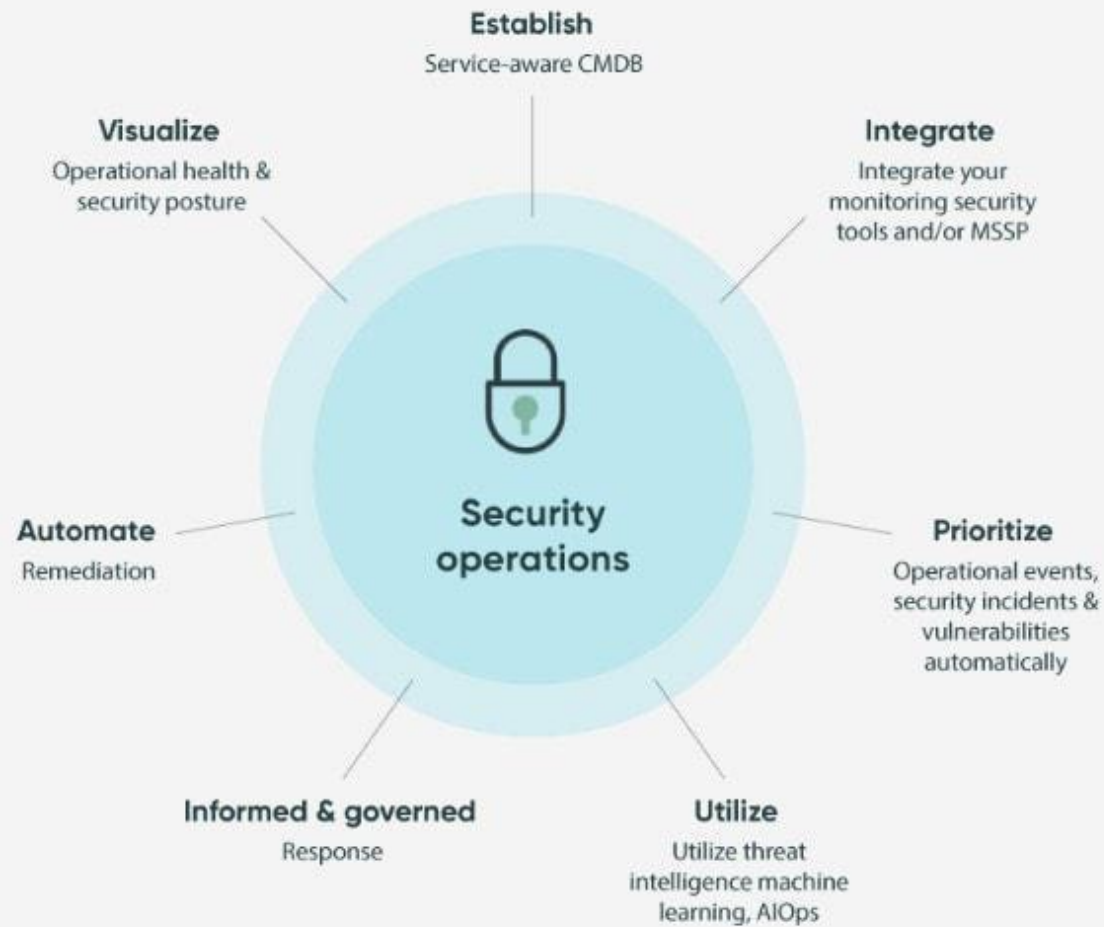 Establish
Service-aware CMDB
Visualize
Operational health &
security posture
Integrate
Integrate your
monitoring security
tools and/or MSSP
Security
operations
Automate
Remediation
Prioritize
Operational events,
security incidents &
vulnerabilities
automatically
Informed & governed
Response
Utilize
Utilize threat
intelligence machine
learning, AIOps